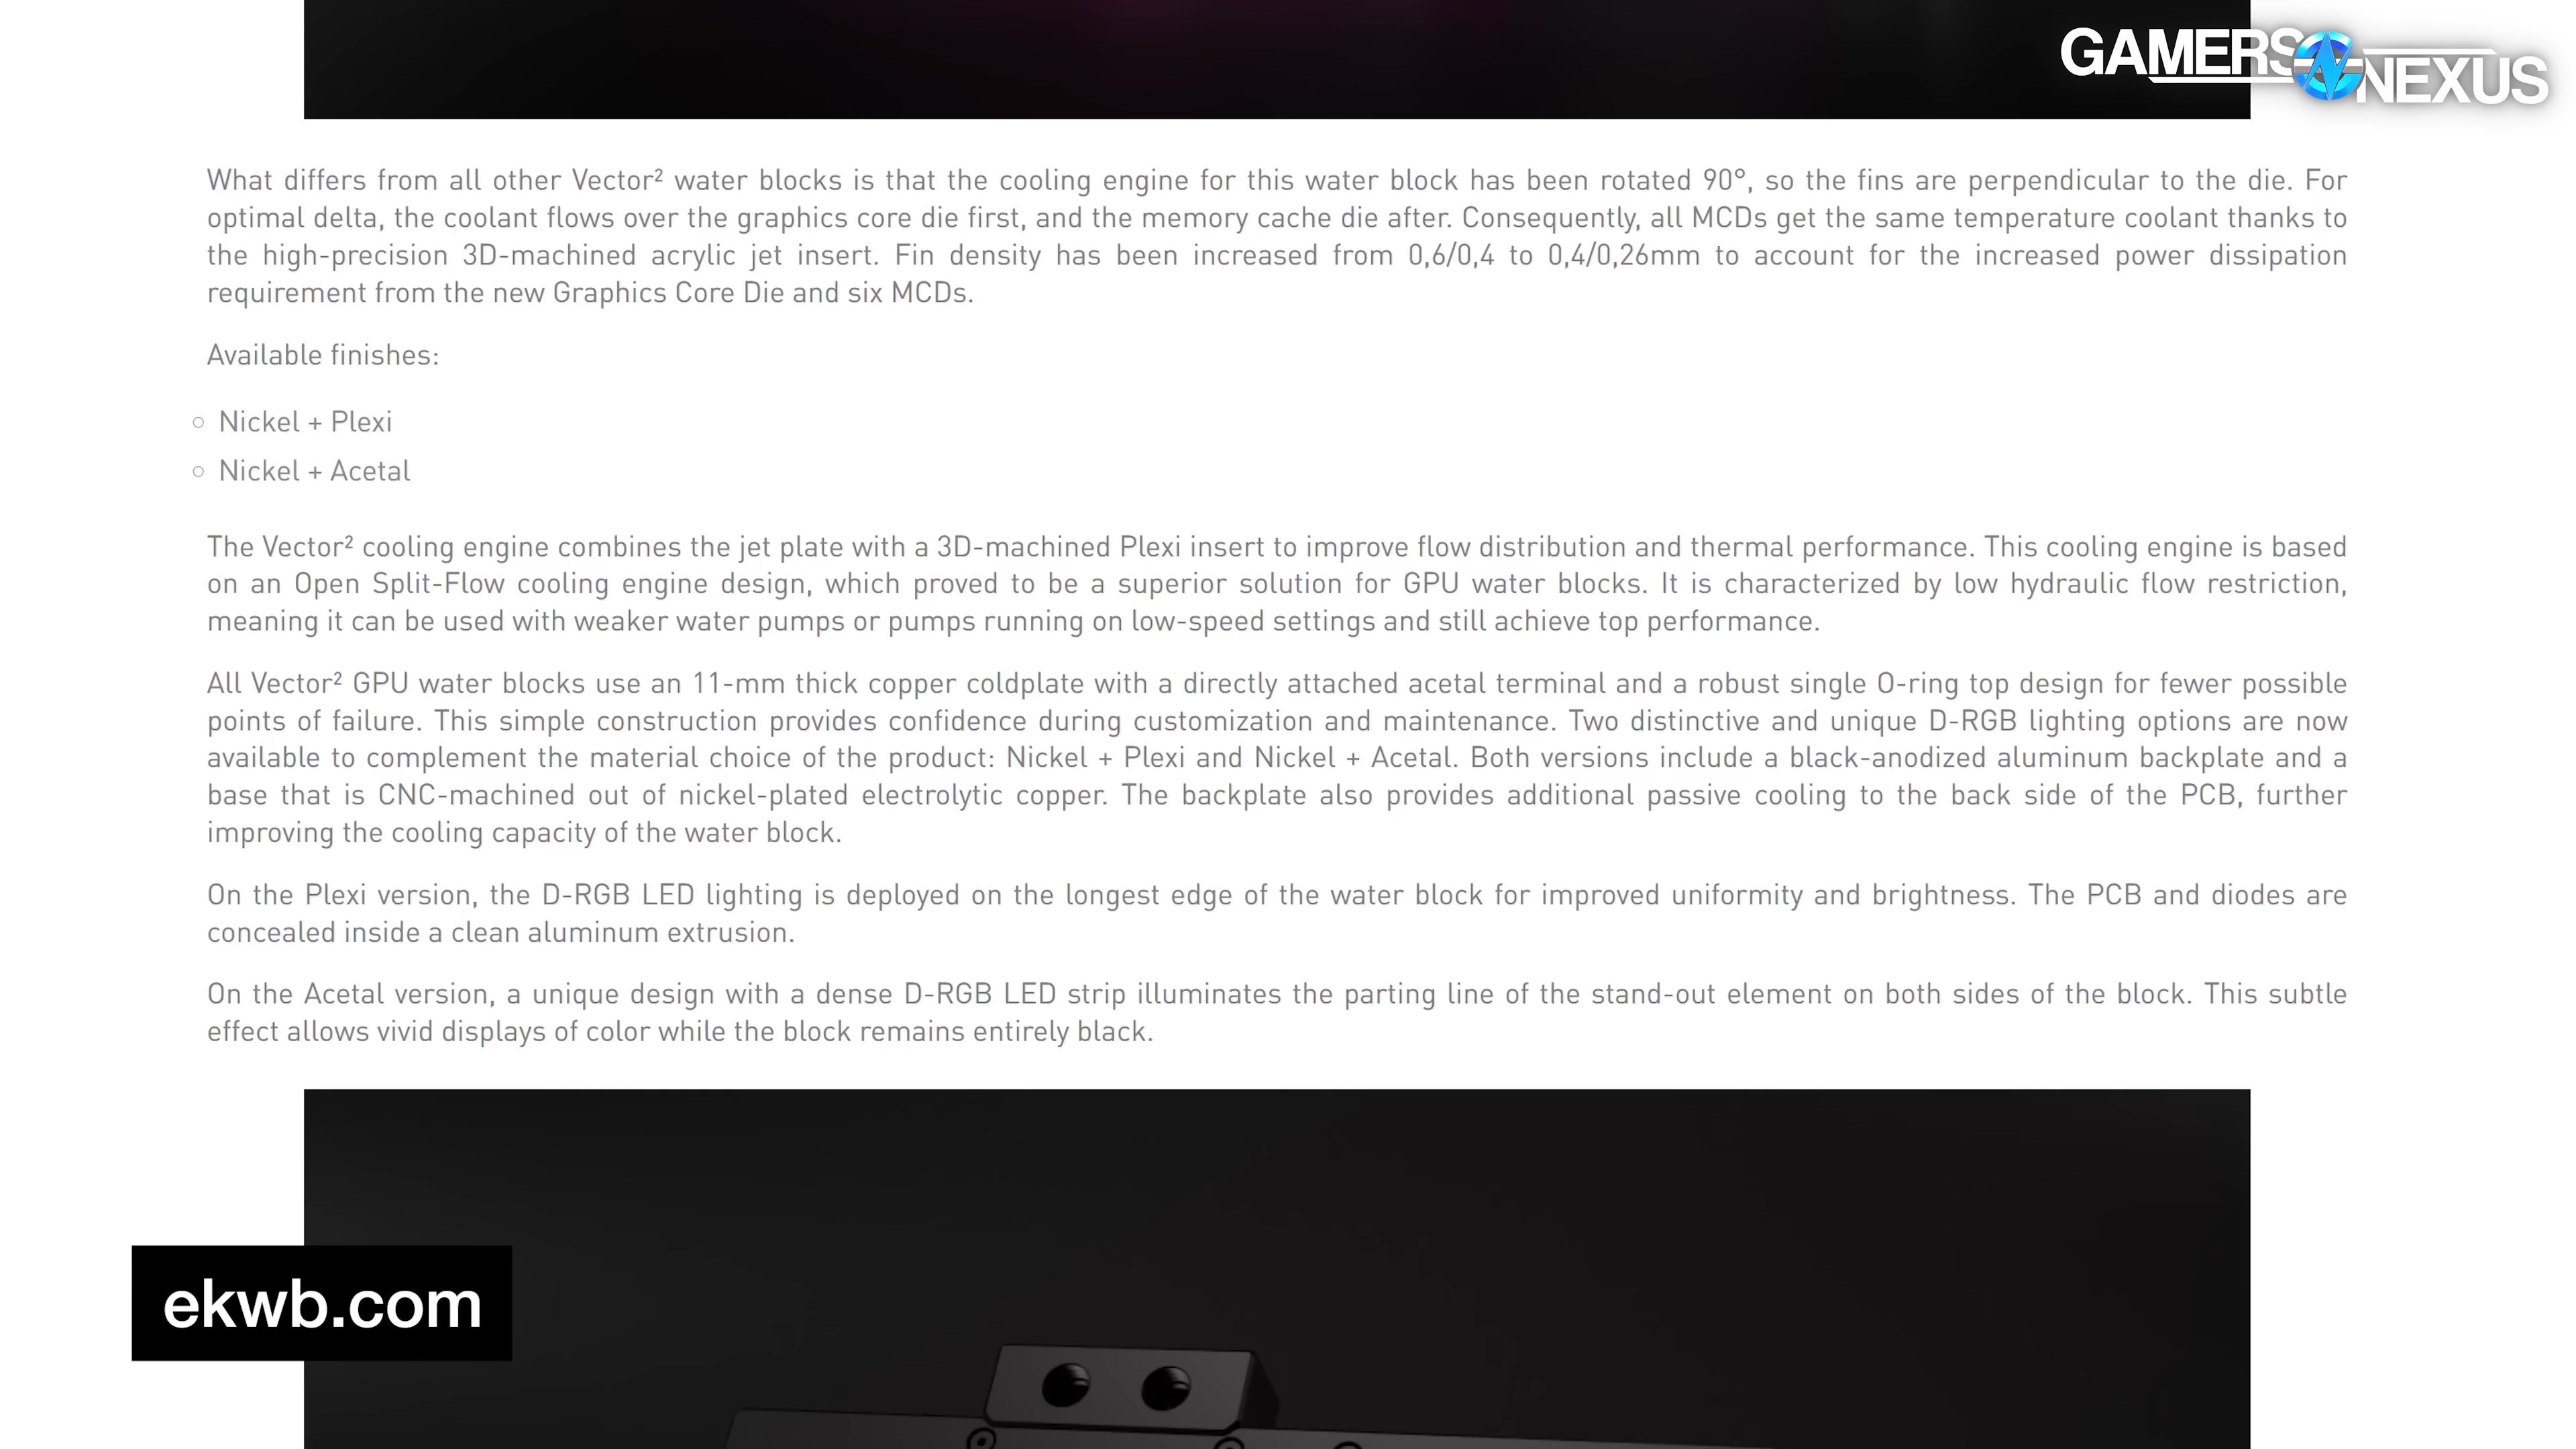 GAMERS NEXUS
What differs from all other Vector² water blocks is that the cooling engine for this water block has been rotated 90°, so the fins are perpendicular to the die. For
optimal delta, the coolant flows over the graphics core die first, and the memory cache die after. Consequently, all MCDs get the same temperature coolant thanks to
the high-precision 3D-machined acrylic jet insert. Fin density has been increased from 0,6/0,4 to 0,4/0,26mm to account for the increased power dissipation
requirement from the new Graphics Core Die and six MCDs.
Available finishes:
Nickel + Plexi
Nickel + Acetal
The Vector² cooling engine combines the jet plate with a 3D-machined Plexi insert to improve flow distribution and thermal performance. This cooling engine is based
on an Open Split-Flow cooling engine design, which proved to be a superior solution for GPU water blocks. It is characterized by low hydraulic flow restriction,
meaning it can be used with weaker water pumps or pumps running on low-speed settings and still achieve top performance.
All Vector² GPU water blocks use an 11-mm thick copper coldplate with a directly attached acetal terminal and a robust single O-ring top design for fewer possible
points of failure. This simple construction provides confidence during customization and maintenance. Two distinctive and unique D-RGB lighting options are now
available to complement the material choice of the product: Nickel + Plexi and Nickel + Acetal. Both versions include a black-anodized aluminum backplate and a
base that is CNC-machined out of nickel-plated electrolytic copper. The backplate also provides additional passive cooling to the back side of the PCB, further
improving the cooling capacity of the water block.
On the Plexi version, the D-RGB LED lighting is deployed on the longest edge of the water block for improved uniformity and brightness. The PCB and diodes are
concealed inside a clean aluminum extrusion.
On the Acetal version, a unique design with a dense D-RGB LED strip illuminates the parting line of the stand-out element on both sides of the block. This subtle
effect allows vivid displays of color while the block remains entirely black.
ekwb.com